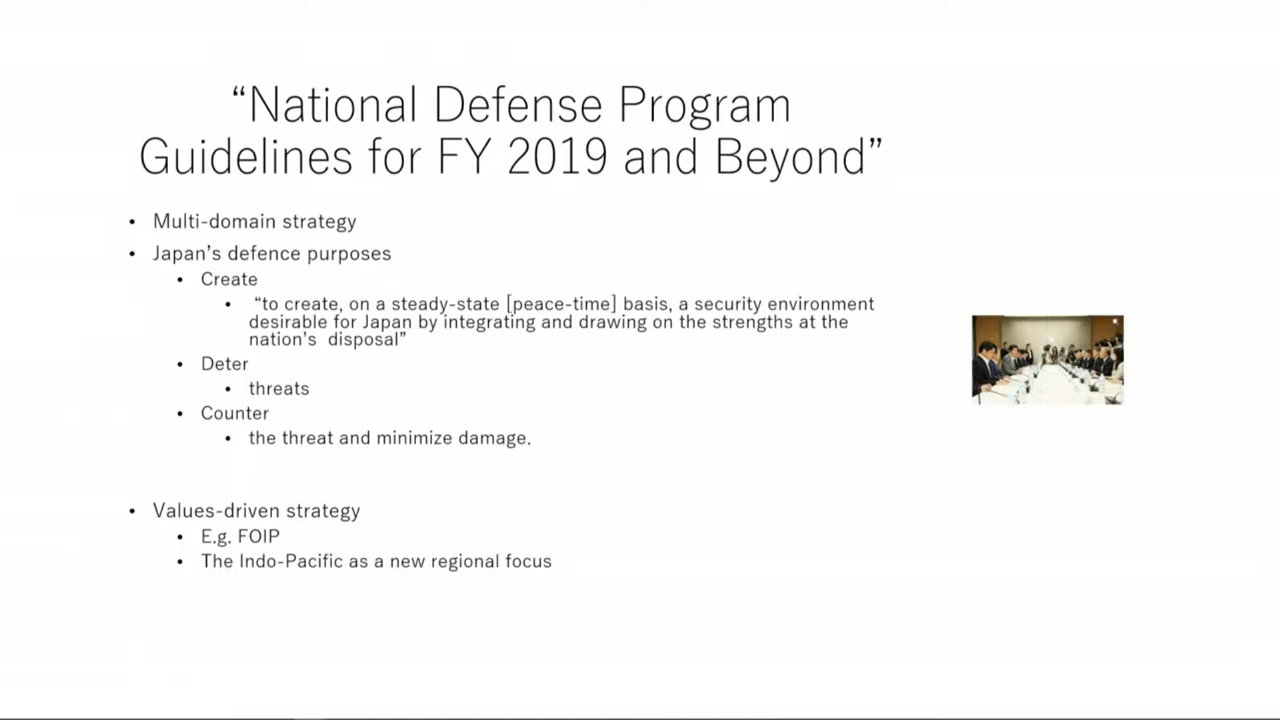 “National Defense Program
Guidelines for FY 2019 and Beyond”
• Multi-domain strategy
• Japan’s defence purposes
• Create
• “to create, on a steady-state [peace-time] basis, a security environment
desirable for Japan by integrating and drawing on the strengths at the
nation’s disposal”
• Deter
• threats
• Counter
• the threat and minimize damage.
• Values-driven strategy
• E.g. FOIP
• The Indo-Pacific as a new regional focus